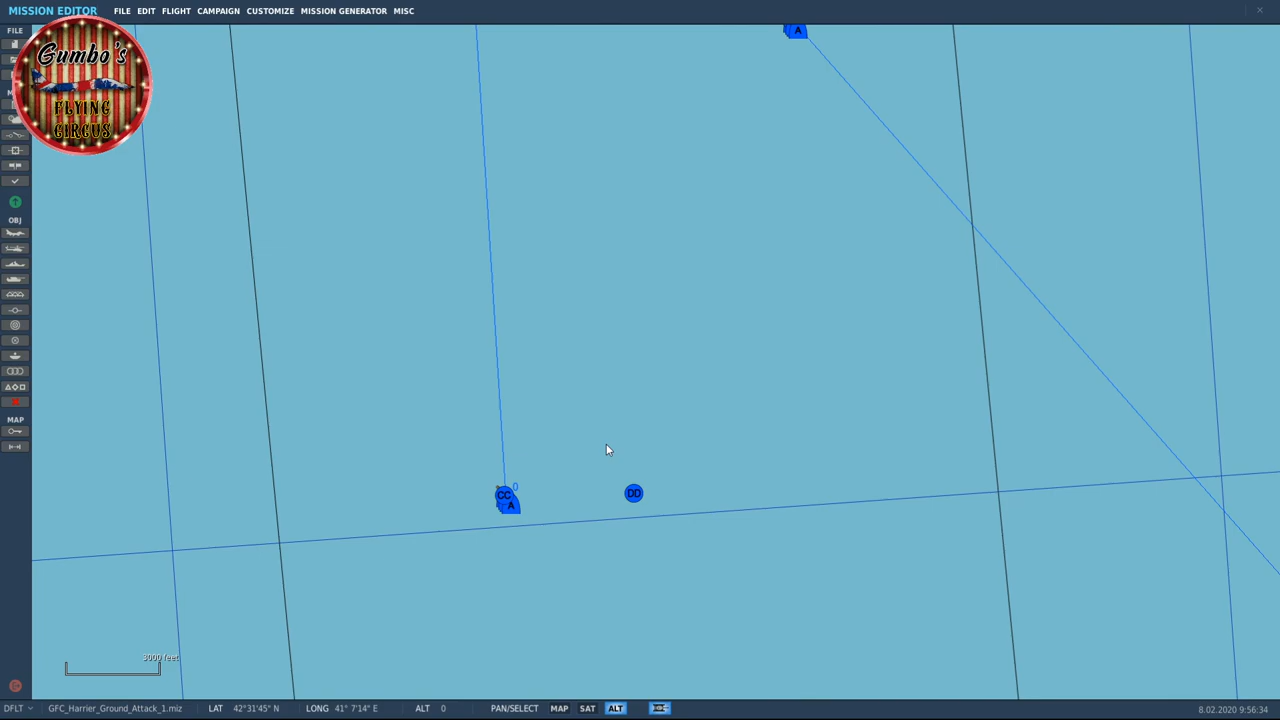 MISSION EDITOR FILE EDIT FLIGHT CAMPAIGN CUSTOMIZE MISSION GENERATOR MISC
FILE
Gumbo's
FLYING
CIRCUS
A
OBJ
MAP
CC 0
A
DD
3000 feet
DFLT GFC_Harrier_Ground_Attack_1.miz LAT 42°31'45" N LONG 41° 7'14" E ALT 0 PAN/SELECT MAP SAT ALT 8.02.2020 9:56:34